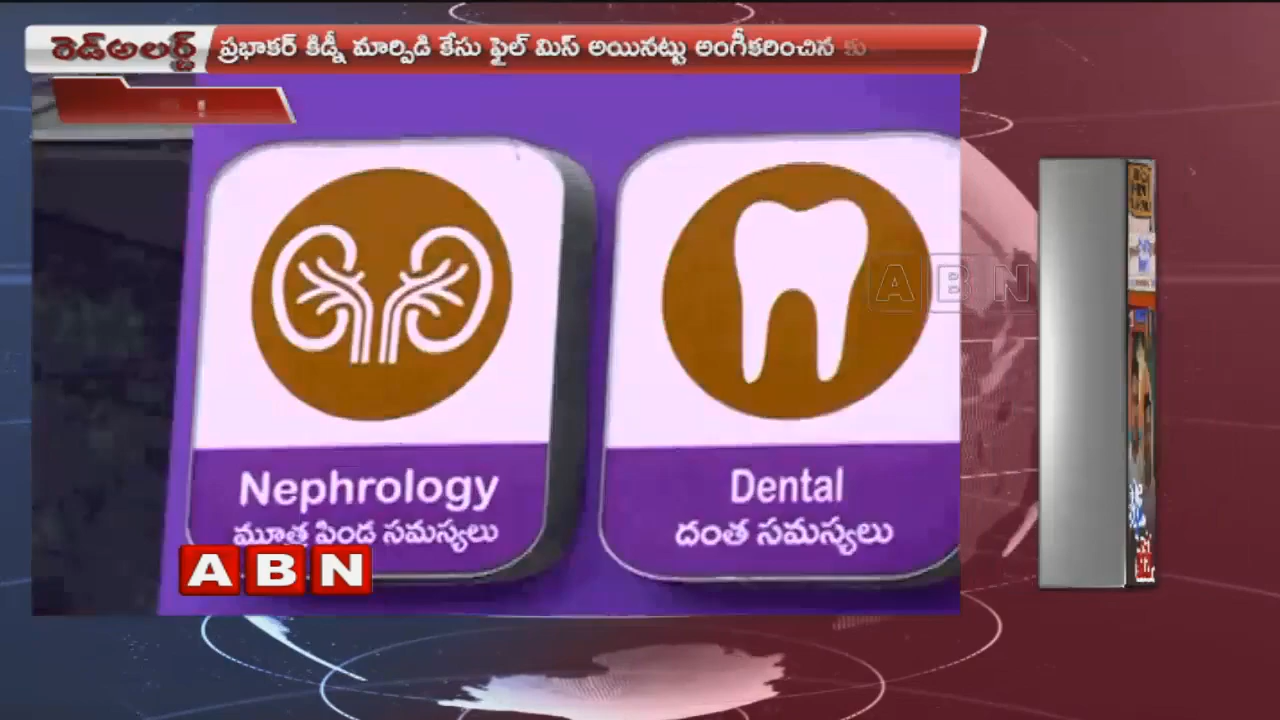 రెడ్అలర్ట్
ప్రభాకర్ కిడ్నీ మార్పిడి కేసు ఫైల్ మిస్ అయినట్టు అంగీకరించిన కు
ABN
Nephrology
మూత్ర పిండ సమస్యలు
Dental
దంత సమస్యలు
ABN